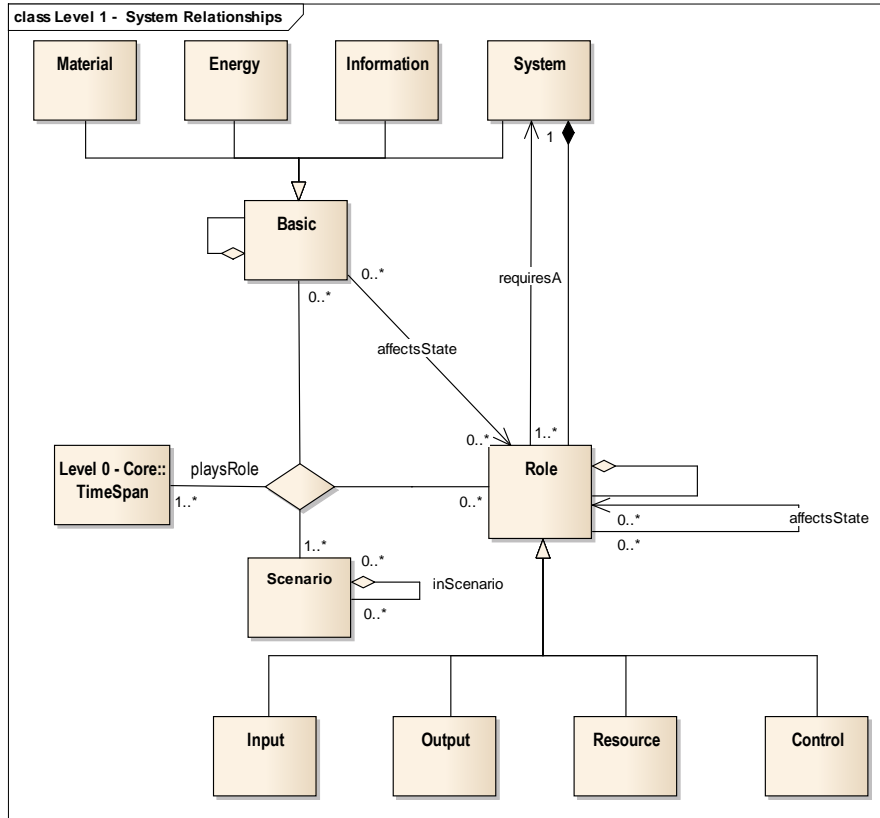 class Level 1 - System Relationships
Material
Energy
Information
System
1
Basic
0..*
0..*
requiresA
affectsState
0..*
1..*
Level 0 - Core::
TimeSpan
playsRole
1..*
0..*
Role
0..*
affectsState
0..*
1..*
Scenario
0..*
inScenario
0..*
Input
Output
Resource
Control